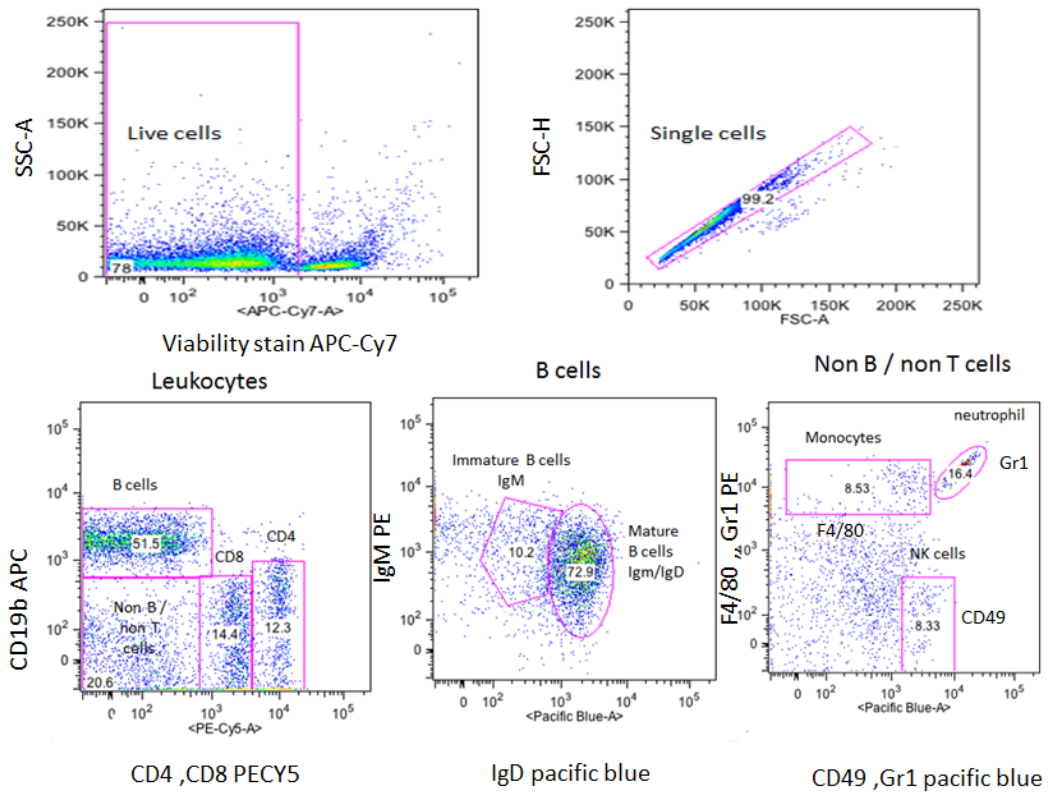 250K
200K
150K
100K
50K
0
SSC-A
Live cells
78
0 10² 10³ 10⁴ 10⁵
<APC-Cy7-A>
Viability stain APC-Cy7
250K
200K
150K
100K
50K
0
FSC-H
Single cells
99.2
0 50K 100K 150K 200K 250K
FSC-A
Leukocytes
10⁵
10⁴
10³
10²
0
CD19b APC
B cells
51.5
CD8
CD4
Non B /
non T
cells
14.4
12.3
20.6
0 10² 10³ 10⁴ 10⁵
<PE-Cy5-A>
CD4 ,CD8 PECY5
B cells
10⁵
10⁴
10³
10²
0
IgM PE
Immature B cells
IgM
10.2
72.9
Mature
B cells
Igm/IgD
0 10² 10³ 10⁴ 10⁵
<Pacific Blue-A>
IgD pacific blue
Non B / non T cells
10⁵
10⁴
10³
10²
0
F4/80 , Gr1 PE
neutrophil
Monocytes
Gr1
16.4
8.53
F4/80
NK cells
CD49
8.33
0 10² 10³ 10⁴ 10⁵
<Pacific Blue-A>
CD49 ,Gr1 pacific blue